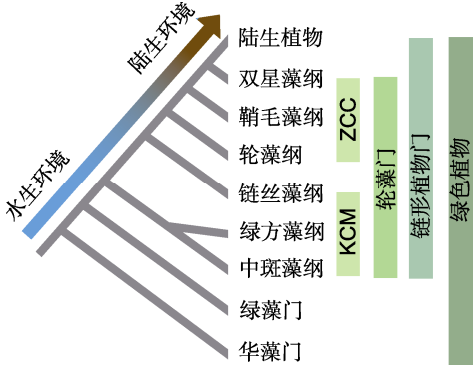 陆生环境
水生环境
陆生植物
双星藻纲
鞘毛藻纲
轮藻纲
链丝藻纲
绿方藻纲
中斑藻纲
绿藻门
华藻门
ZCC
KCM
轮藻门
链形植物门
绿色植物